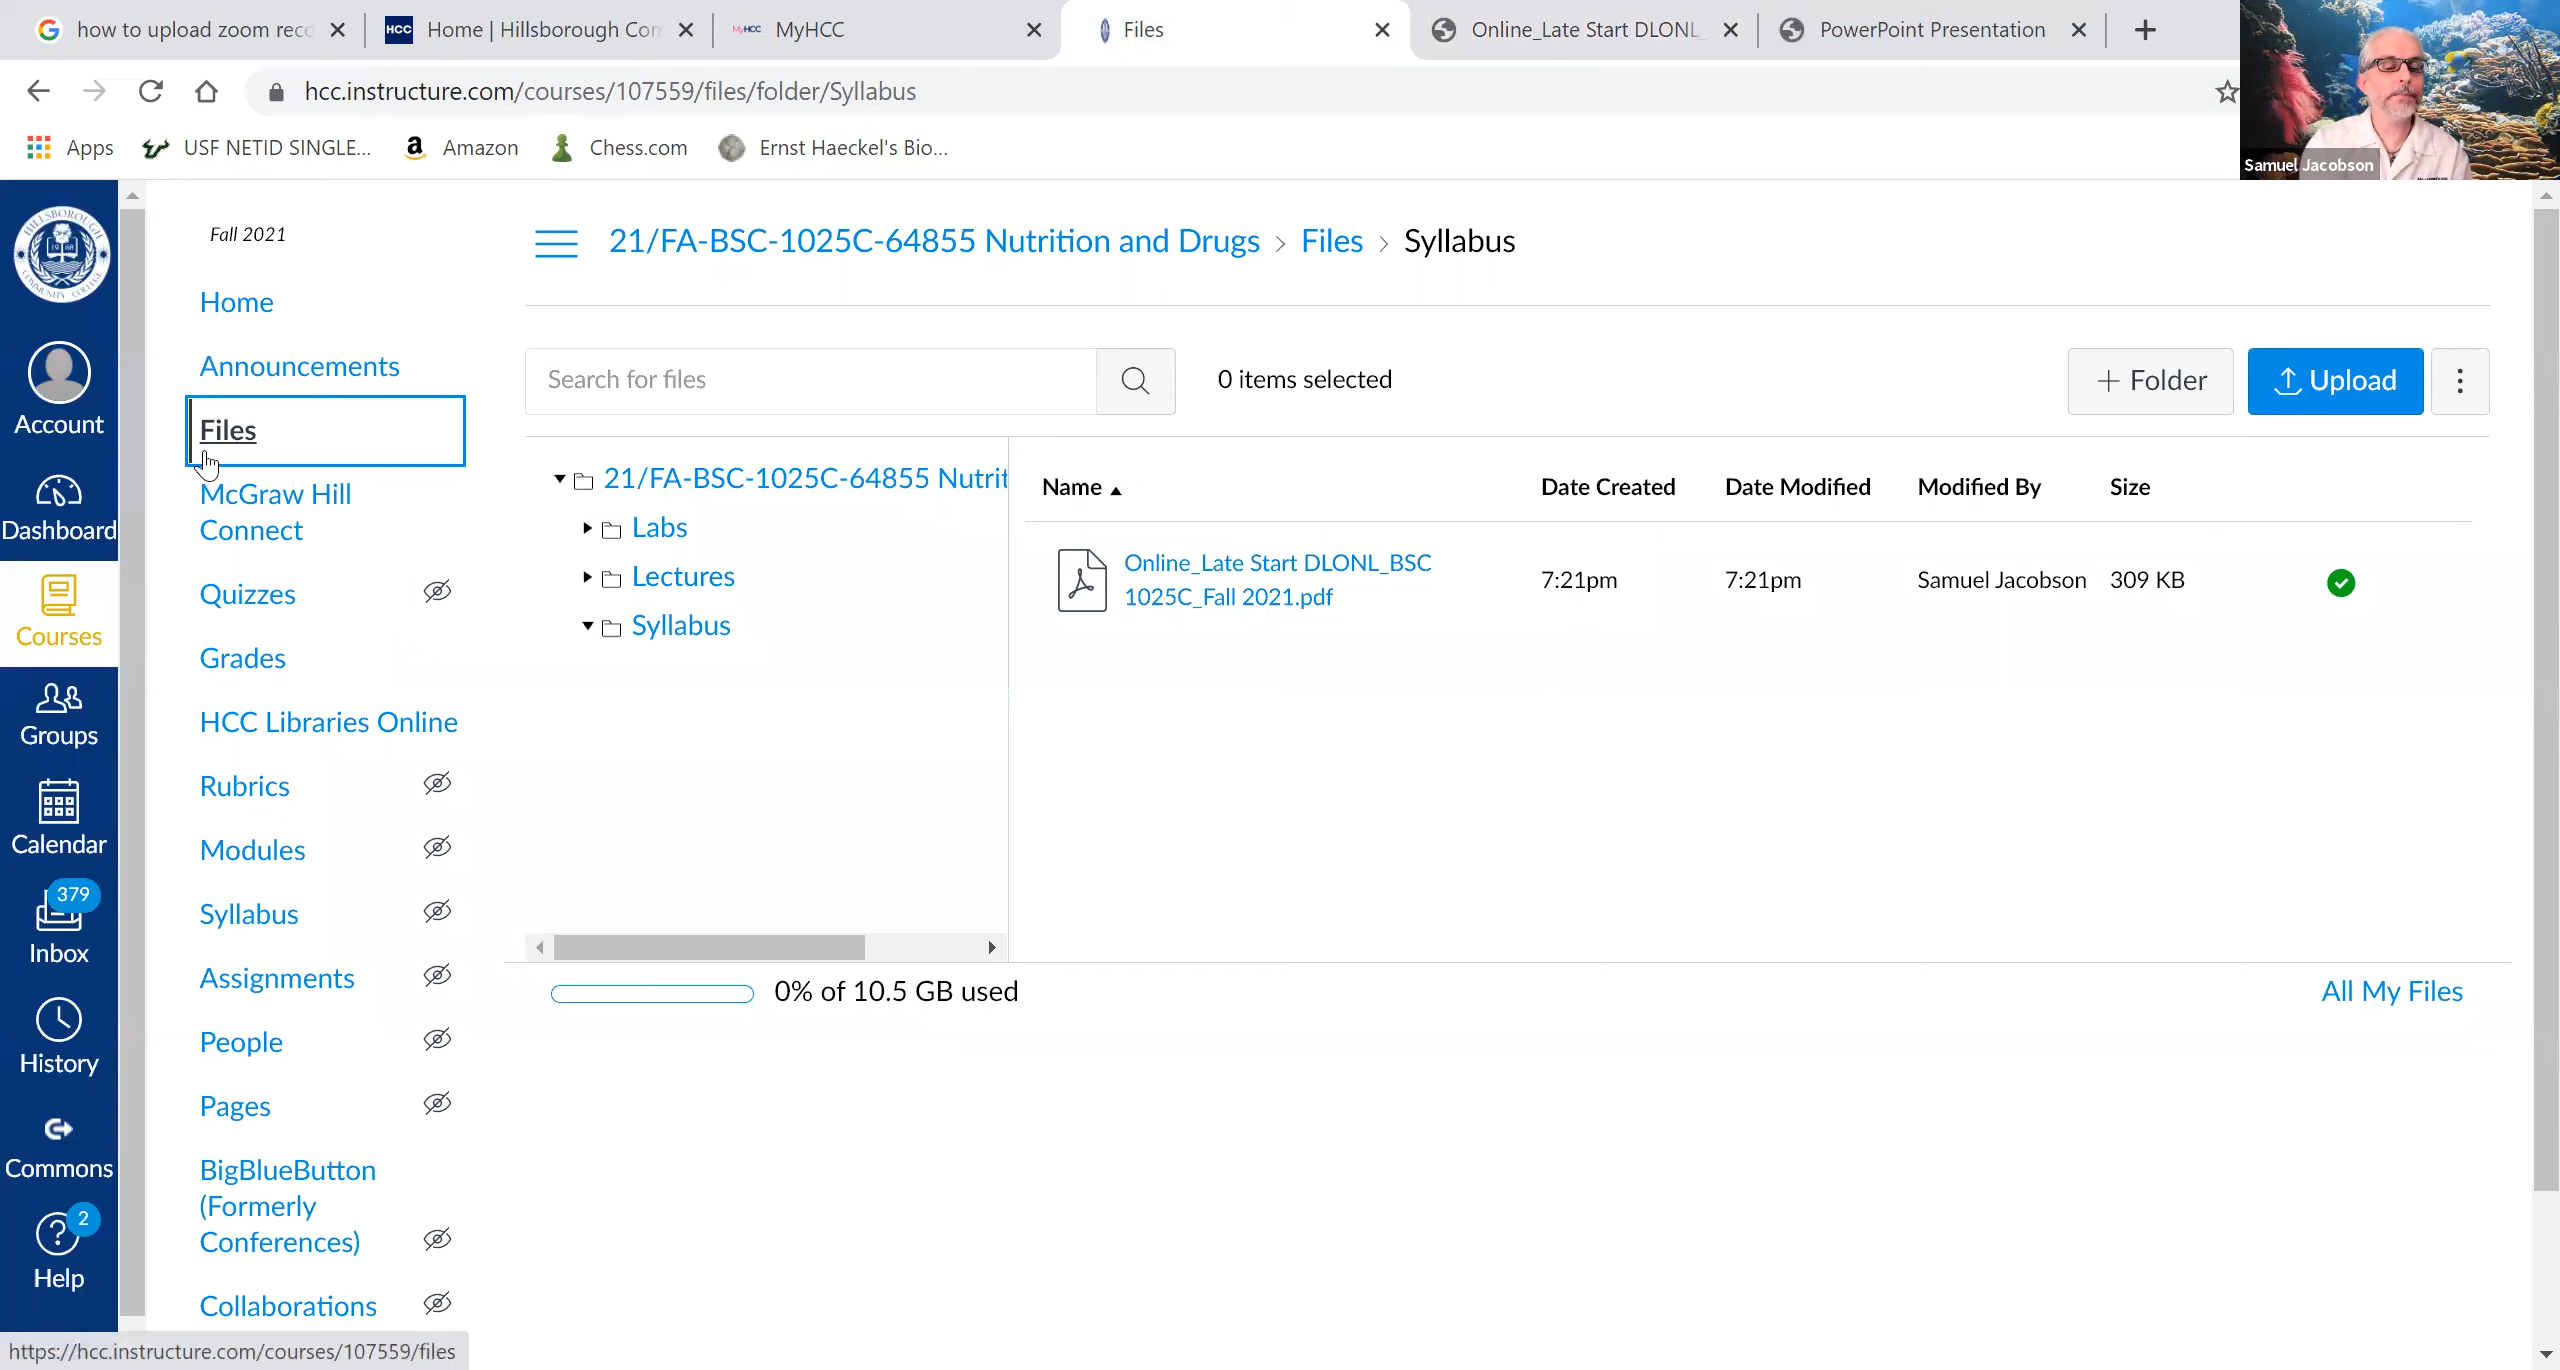 how to upload zoom reco
HCC
Home | Hillsborough Com
MyHCC
MyHCC
Files
Online_Late Start DLONL_
PowerPoint Presentation
hcc.instructure.com/courses/107559/files/folder/Syllabus
Apps
USF NETID SINGLE...
Amazon
Chess.com
Ernst Haeckel's Bio...
Samuel Jacobson
Account
Dashboard
Courses
Groups
Calendar
379
Inbox
History
Commons
2
Help
Fall 2021
Home
Announcements
Files
McGraw Hill
Connect
Quizzes
Grades
HCC Libraries Online
Rubrics
Modules
Syllabus
Assignments
People
Pages
BigBlueButton
(Formerly
Conferences)
Collaborations
21/FA-BSC-1025C-64855 Nutrition and Drugs > Files > Syllabus
Search for files
0 items selected
+ Folder
Upload
21/FA-BSC-1025C-64855 Nutrit
Labs
Lectures
Syllabus
Name
Date Created
Date Modified
Modified By
Size
Online_Late Start DLONL_BSC
1025C_Fall 2021.pdf
7:21pm
7:21pm
Samuel Jacobson
309 KB
0% of 10.5 GB used
All My Files
https://hcc.instructure.com/courses/107559/files